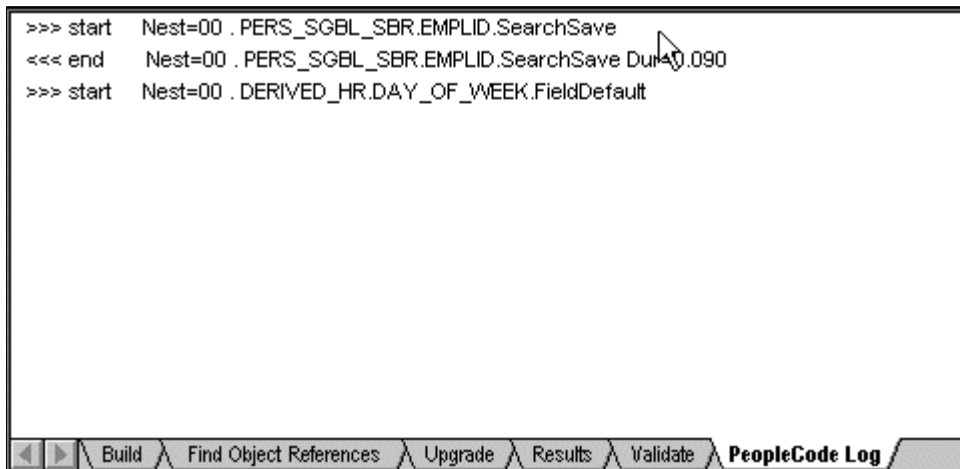 >>> start Nest=00 . PERS_SGBL_SBR.EMPLID.SearchSave
<<< end Nest=00 . PERS_SGBL_SBR.EMPLID.SearchSave .090
>>> start Nest=00 . DERIVED_HR.DAY_OF_WEEK.FieldDefault
Build Find Object References Upgrade Results Validate PeopleCode Log